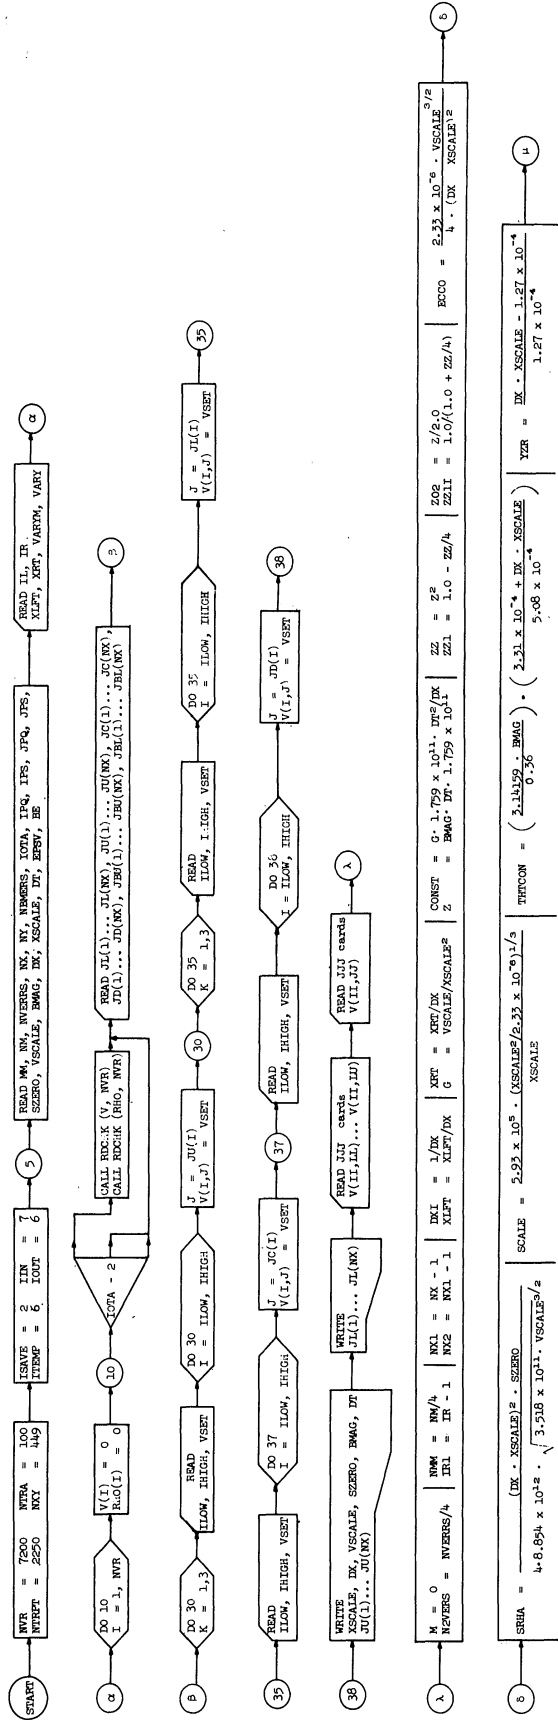 START
NVR = 7200 NTRA = 100
NTRPT = 2250 NXY = 449
ISAVE = 2 IIN = 7
ITEMP = 6 IOUT = 6
5
READ MM, NM, NVERRS, NX, NY, NBMERS, IOTA, IPQ, IPS, JPQ, JPS,
SZERO, VSCALE, BMAG, DX, XSCALE, DT, EPSV, HE
READ IL, IR
XLFT, XRT, VARYM, VARY
α
α
DO 10
I = 1, NVR
V(I) = 0
RHO(I) = 0
10
IOTA - 2
CALL RDCHK (V, NVR)
CALL RDCHK (RHO, NVR)
READ JL(1)... JL(NX), JU(1)... JU(NX), JC(1)... JC(NX),
JD(1)... JD(NX), JBU(1)... JBU(NX), JBL(1)... JBL(NX)
β
β
DO 30
K = 1,3
READ
ILOW, IHIGH, VSET
DO 30
I = ILOW, IHIGH
J = JU(I)
V(I,J) = VSET
30
DO 35
K = 1,3
READ
ILOW, IHIGH, VSET
DO 35
I = ILOW, IHIGH
J = JL(I)
V(I,J) = VSET
35
35
READ
ILOW, IHIGH, VSET
DO 37
I = ILOW, IHIGH
J = JC(I)
V(I,J) = VSET
37
READ
ILOW, IHIGH, VSET
DO 38
I = ILOW, IHIGH
J = JD(I)
V(I,J) = VSET
38
38
WRITE
XSCALE, DX, VSCALE, SZERO, BMAG, DT
JU(1)... JU(NX)
WRITE
JL(1)... JL(NX)
READ JJJ cards
V(II,LL)... V(II,LU)
READ JJJ cards
V(II,JJ)
λ
λ
M = 0
N2VERS = NVERRS/4
NMM = NM/4
IR1 = IR - 1
NX1 = NX - 1
NX2 = NX1 - 1
DXI = 1/DX
XLFT = XLFT/DX
XRT = XRT/DX
G = VSCALE/XSCALE²
CONST = G· 1.759 x 10¹¹· DT²/DX
Z = BMAG· DT· 1.759 x 10¹¹
ZZ = Z²
ZZ1 = 1.0 - ZZ/4
ZO2 = Z/2.0
ZZ1I = 1.0/(1.0 + ZZ/4)
ECCO = 2.33 x 10⁻⁶ · VSCALE^3/2
4 · (DX XSCALE)²
δ
δ
SRHA = (DX · XSCALE)² · SZERO
4·8.854 x 10¹² · √3.518 x 10¹¹· VSCALE^3/2
SCALE = 5.93 x 10⁵ · (XSCALE²/2.33 x 10⁻⁶)^1/3
XSCALE
THTCON = (3.14159 · BMAG / 0.36) · (3.31 x 10⁻⁴ + DX · XSCALE / 5.08 x 10⁻⁴)
YZR = DX · XSCALE - 1.27 x 10⁻⁴
1.27 x 10⁻⁴
μ